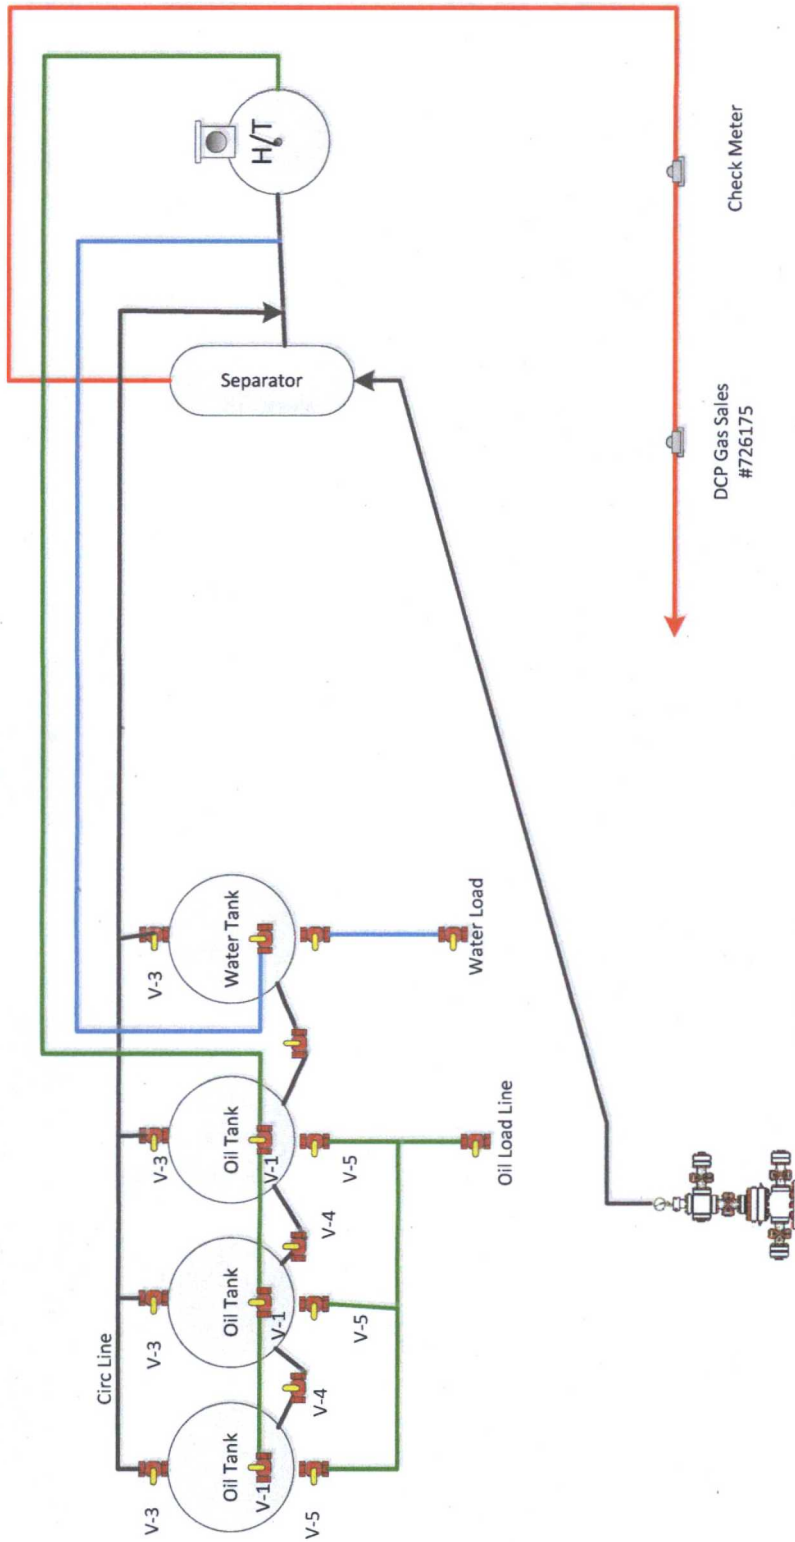 Circ Line
V-3
V-3
V-3
V-3
Oil Tank
Oil Tank
Oil Tank
Water Tank
Separator
H/T
V-1
V-1
V-1
V-5
V-4
V-4
V-5
V-5
Water Load
Oil Load Line
DCP Gas Sales
#726175
Check Meter